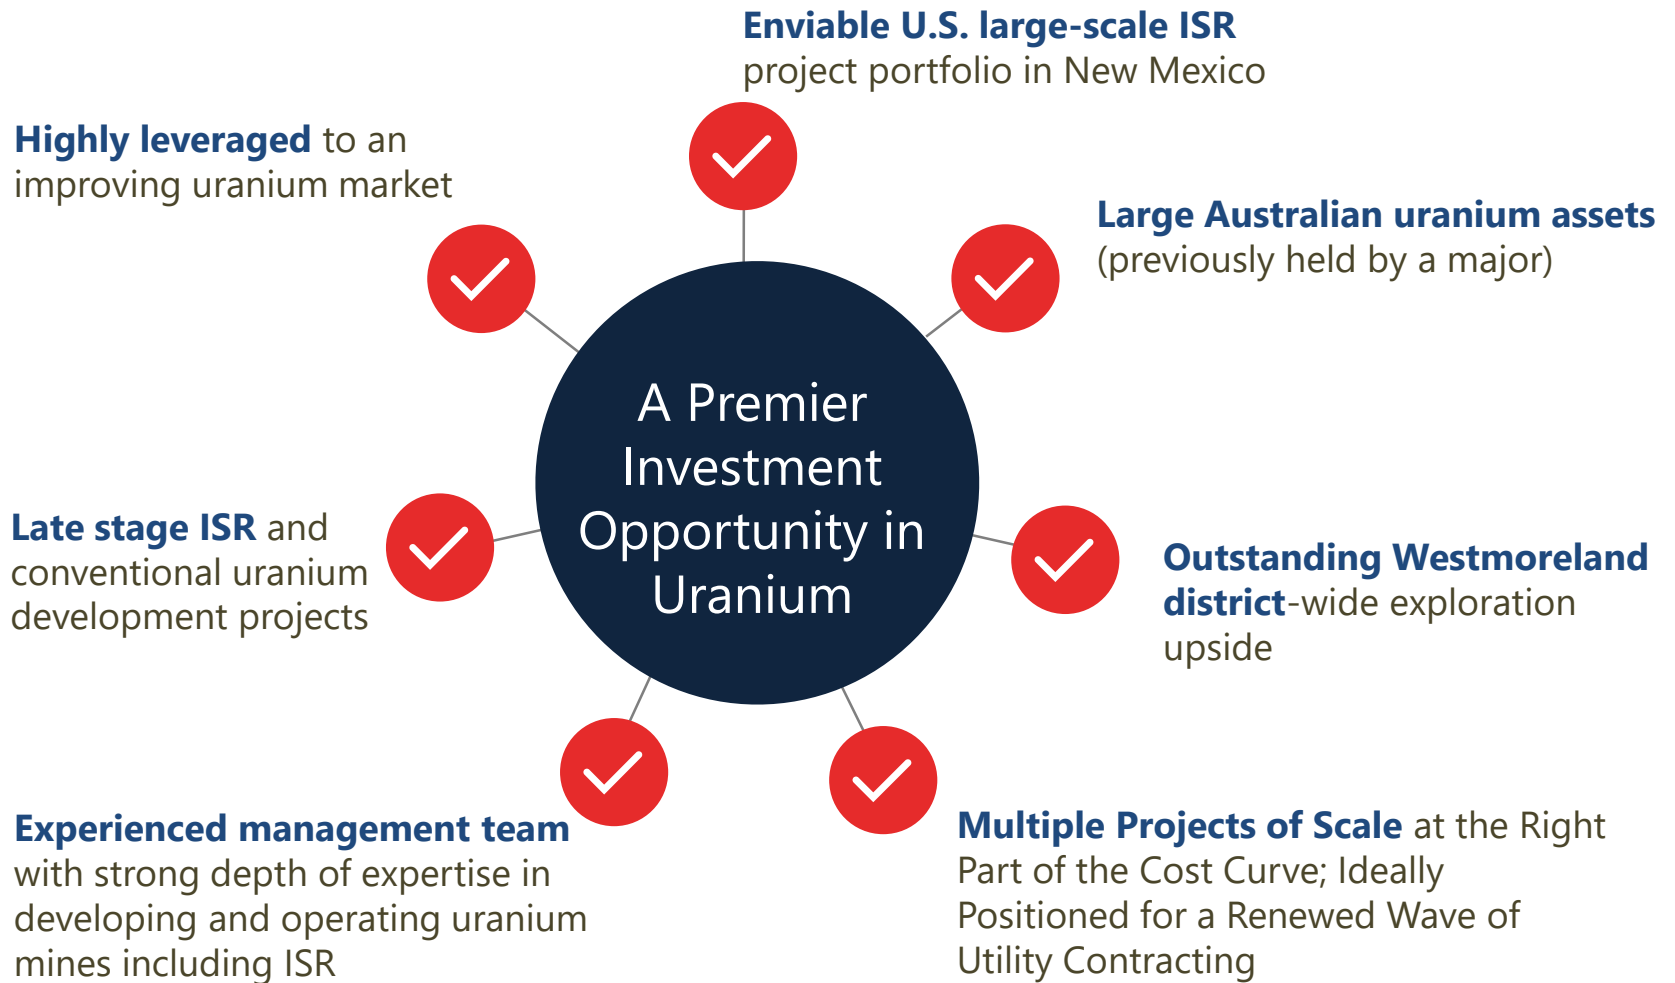 Enviable U.S. large-scale ISR
project portfolio in New Mexico
Highly leveraged to an
improving uranium market
Large Australian uranium assets
(previously held by a major)
A Premier
Investment
Opportunity in
Uranium
Late stage ISR and
conventional uranium
development projects
Outstanding Westmoreland
district-wide exploration
upside
Experienced management team
with strong depth of expertise in
developing and operating uranium
mines including ISR
Multiple Projects of Scale at the Right
Part of the Cost Curve; Ideally
Positioned for a Renewed Wave of
Utility Contracting